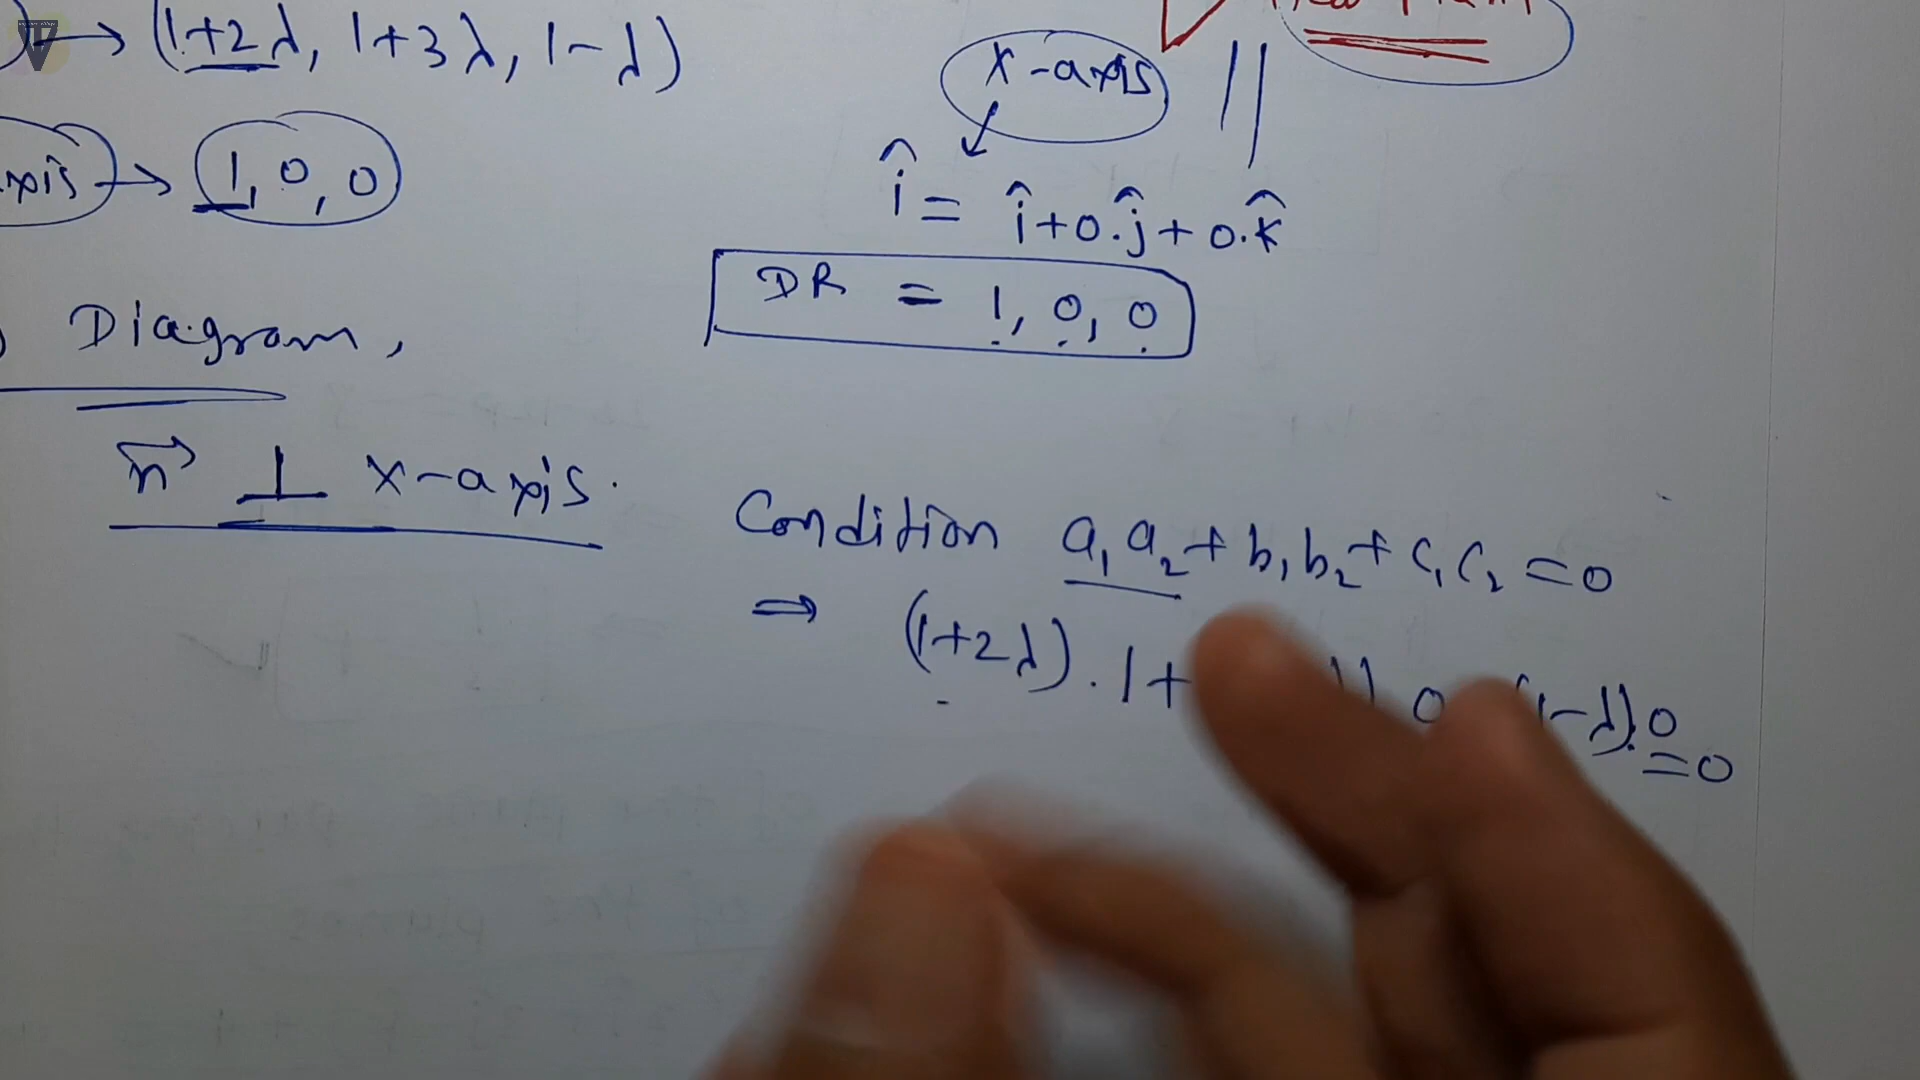 ) → (1+2λ, 1+3λ, 1-λ)
x-axis
axis → 1, 0, 0
î = î+0.ĵ+0.k̂
DR = 1, 0, 0
Diagram,
n⃗ ⊥ x-axis.
Condition a₁a₂+b₁b₂+c₁c₂=0
⇒ (1+2λ).1+ 0 (1-λ).0
=0